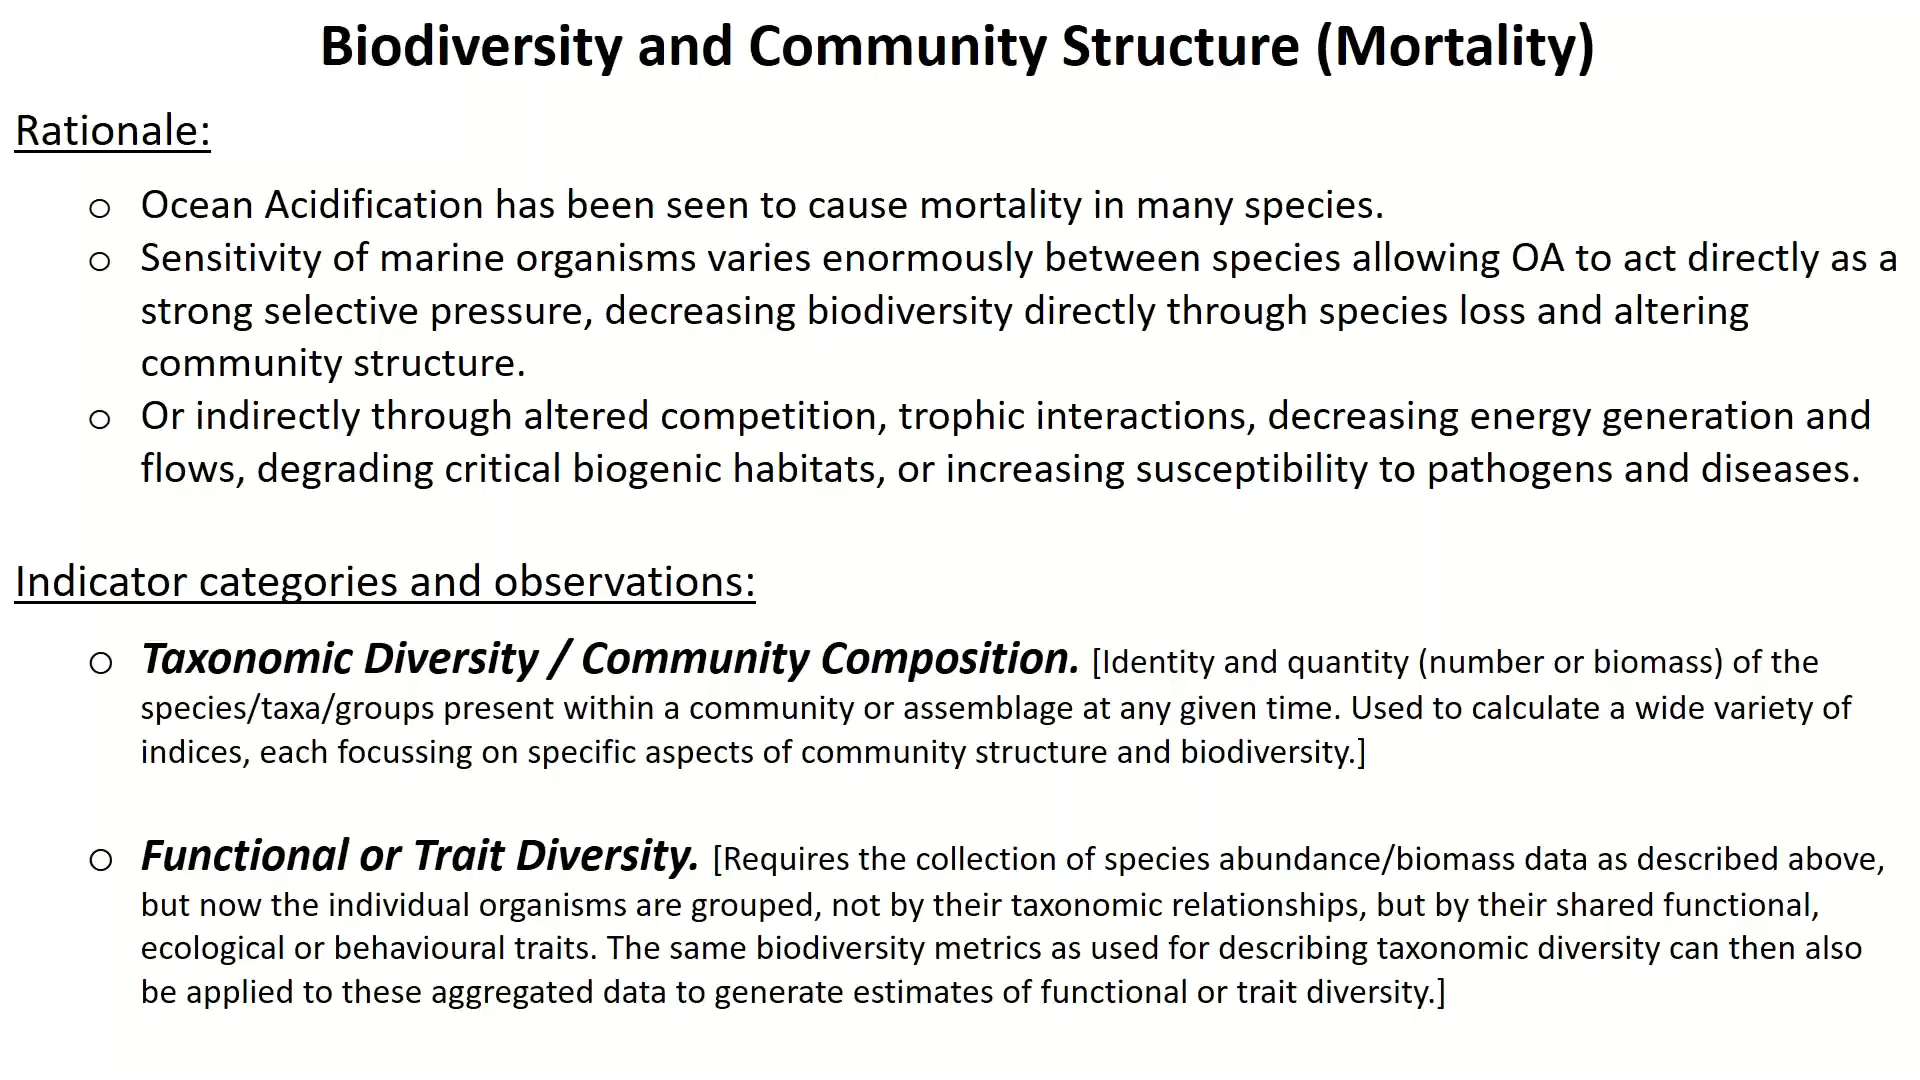 Biodiversity and Community Structure (Mortality)
Rationale:
o Ocean Acidification has been seen to cause mortality in many species.
o Sensitivity of marine organisms varies enormously between species allowing OA to act directly as a
strong selective pressure, decreasing biodiversity directly through species loss and altering
community structure.
o Or indirectly through altered competition, trophic interactions, decreasing energy generation and
flows, degrading critical biogenic habitats, or increasing susceptibility to pathogens and diseases.
Indicator categories and observations:
o Taxonomic Diversity / Community Composition. [Identity and quantity (number or biomass) of the
species/taxa/groups present within a community or assemblage at any given time. Used to calculate a wide variety of
indices, each focussing on specific aspects of community structure and biodiversity.]
o Functional or Trait Diversity. [Requires the collection of species abundance/biomass data as described above,
but now the individual organisms are grouped, not by their taxonomic relationships, but by their shared functional,
ecological or behavioural traits. The same biodiversity metrics as used for describing taxonomic diversity can then also
be applied to these aggregated data to generate estimates of functional or trait diversity.]